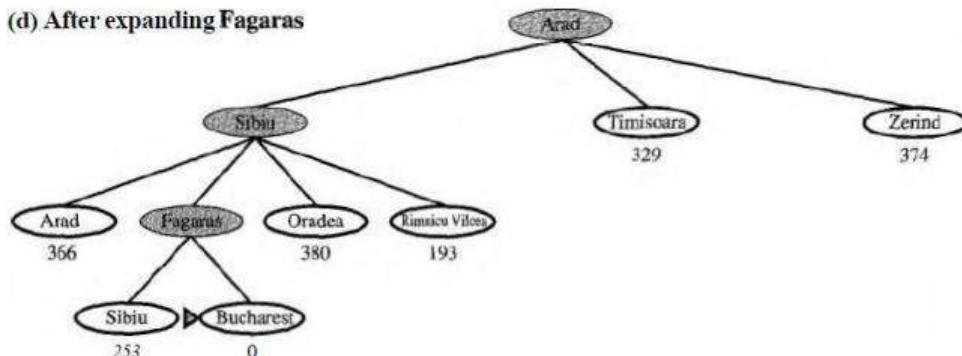 (d) After expanding Fagaras
Arad
Sibiu
Timisoara
Zerind
329
374
Arad
Fagaras
Oradea
Rimnicu Vilcea
366
380
193
Sibiu
Bucharest
253
0